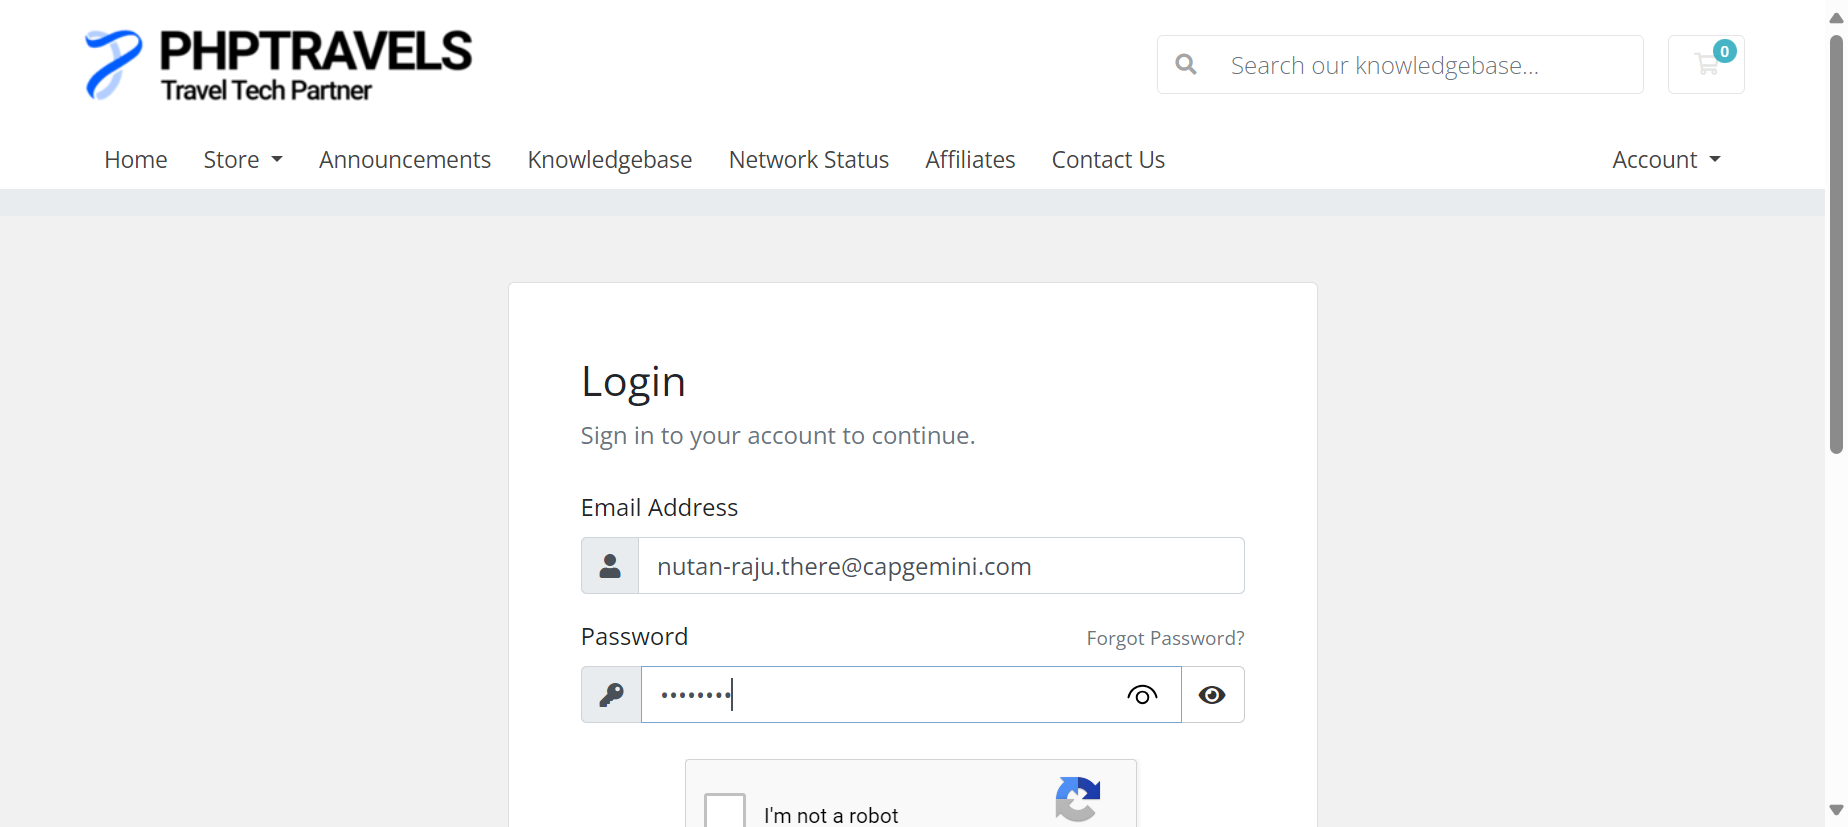 PHPTRAVELS
Travel Tech Partner
Search our knowledgebase...
0
Home Store Announcements Knowledgebase Network Status Affiliates Contact Us Account
Login
Sign in to your account to continue.
Email Address
nutan-raju.there@capgemini.com
Password Forgot Password?
••••••••
I'm not a robot